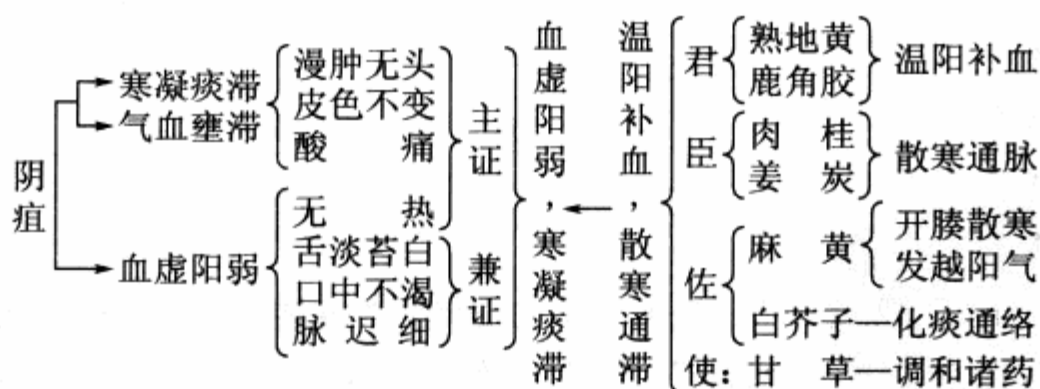 阴疽
寒凝痰滞
气血壅滞
血虚阳弱
漫肿无头
皮色不变
酸痛
无热
舌淡苔白
口中不渴
脉迟细
主证
兼证
血虚阳弱,寒凝痰滞
温阳补血,散寒通滞
君
熟地黄
鹿角胶
温阳补血
臣
肉桂
姜炭
散寒通脉
佐
麻黄
开腠散寒
发越阳气
白芥子—化痰通络
使:甘草—调和诸药